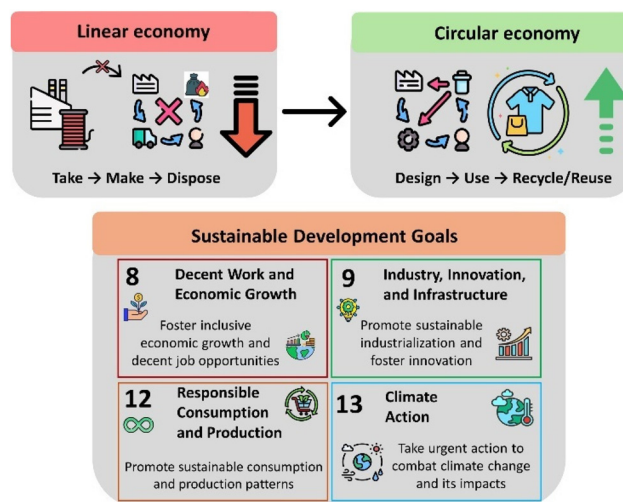 Linear economy
Take → Make → Dispose
Circular economy
Design → Use → Recycle/Reuse
Sustainable Development Goals
8
Decent Work and
Economic Growth
Foster inclusive
economic growth and
decent job opportunities
9
Industry, Innovation,
and Infrastructure
Promote sustainable
industrialization and
foster innovation
12
Responsible
Consumption
and Production
Promote sustainable consumption
and production patterns
13
Climate
Action
Take urgent action to
combat climate change
and its impacts